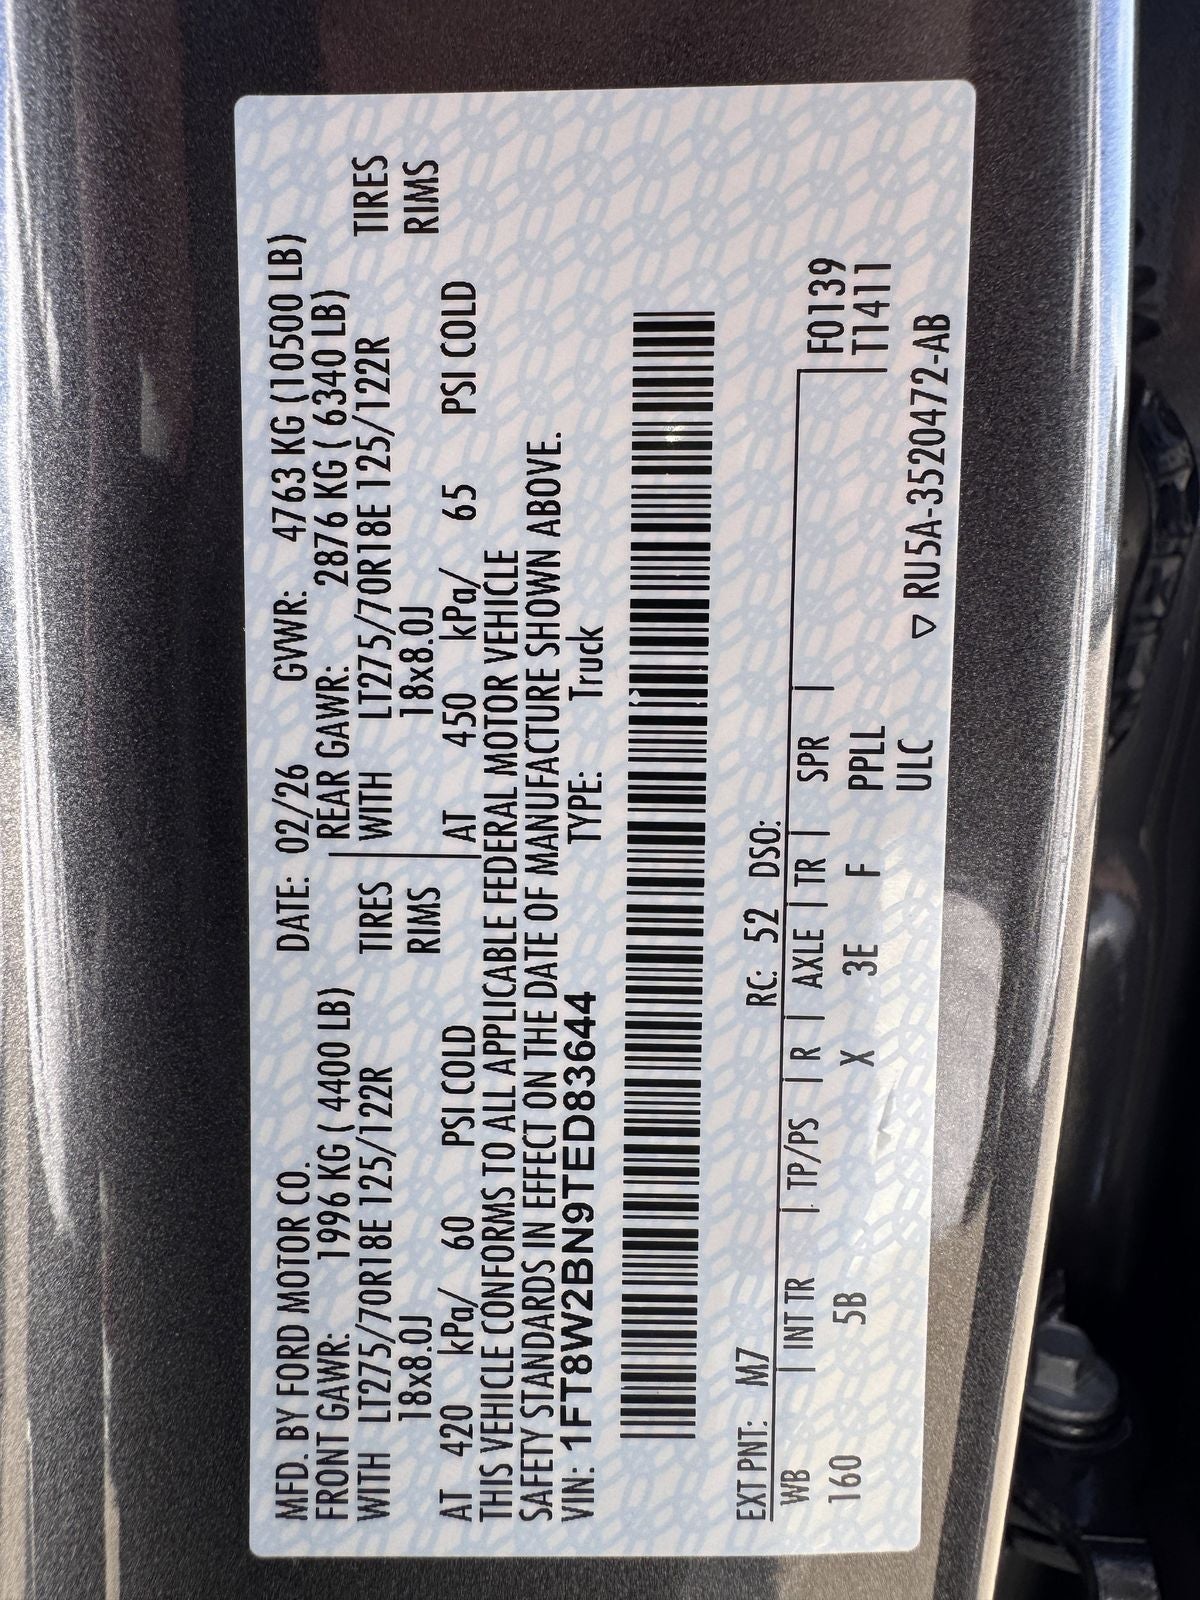 MFD. BY FORD MOTOR CO. DATE: 02/26 GVWR: 4763 KG (10500 LB)
FRONT GAWR: 1996 KG ( 4400 LB) REAR GAWR: 2876 KG ( 6340 LB)
WITH LT275/70R18E 125/122R TIRES WITH LT275/70R18E 125/122R TIRES
18x8.0J RIMS 18x8.0J RIMS
AT 420 kPa/ 60 PSI COLD AT 450 kPa/ 65 PSI COLD
THIS VEHICLE CONFORMS TO ALL APPLICABLE FEDERAL MOTOR VEHICLE
SAFETY STANDARDS IN EFFECT ON THE DATE OF MANUFACTURE SHOWN ABOVE.
VIN: 1FT8W2BN9TED83644 TYPE: Truck
EXT PNT: M7 RC: 52 DSO:
WB | INT TR | TP/PS | R | AXLE | TR | SPR | F0139
160 5B X 3E F PPLL T1411
ULC
▽ RU5A-3520472-AB